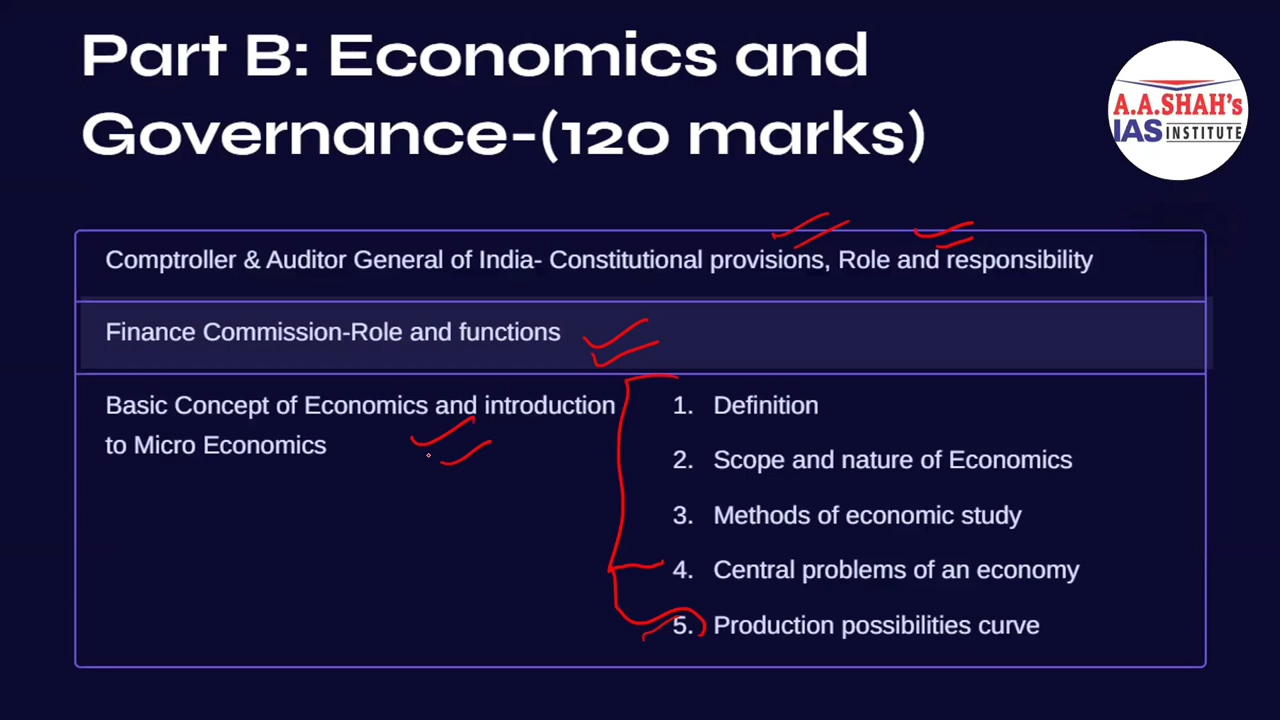 Part B: Economics and
Governance-(120 marks)
A.A.SHAH's
IAS INSTITUTE
Comptroller & Auditor General of India- Constitutional provisions, Role and responsibility
Finance Commission-Role and functions
Basic Concept of Economics and introduction
to Micro Economics
1. Definition
2. Scope and nature of Economics
3. Methods of economic study
4. Central problems of an economy
5. Production possibilities curve